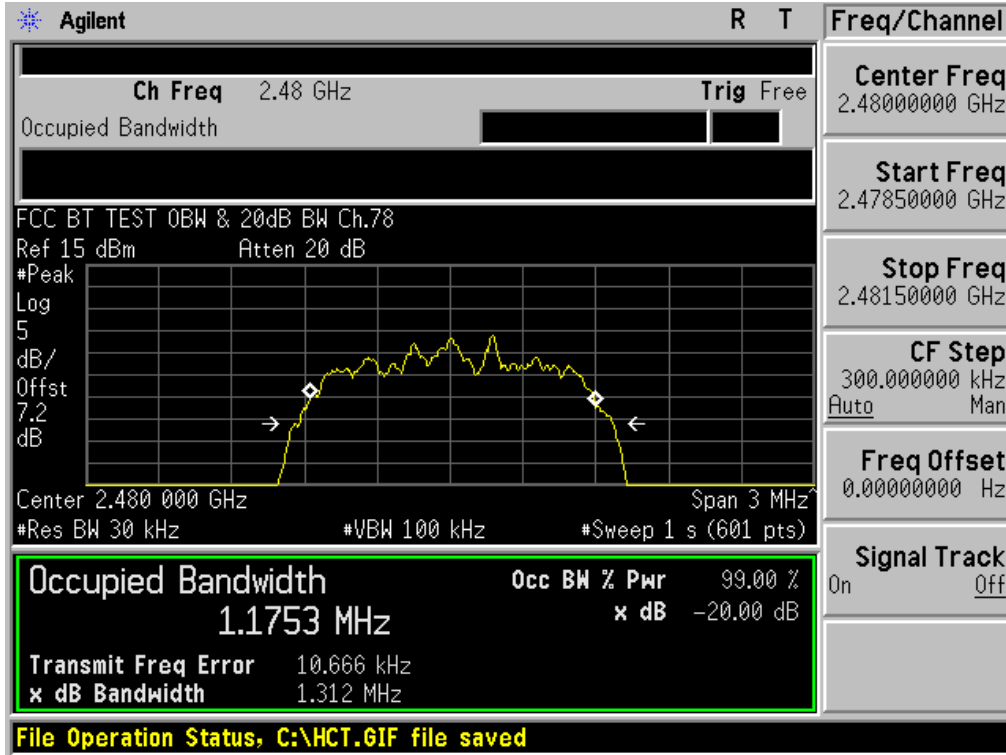 Agilent R T
Ch Freq 2.48 GHz Trig Free
Occupied Bandwidth
FCC BT TEST OBW & 20dB BW Ch.78
Ref 15 dBm Atten 20 dB
#Peak
Log
5
dB/
Offst
7.2
dB
Center 2.480 000 GHz Span 3 MHz^
#Res BW 30 kHz #VBW 100 kHz #Sweep 1 s (601 pts)
Occupied Bandwidth
1.1753 MHz
Occ BW % Pwr 99.00 %
x dB -20.00 dB
Transmit Freq Error 10.666 kHz
x dB Bandwidth 1.312 MHz
File Operation Status, C:\HCT.GIF file saved
Freq/Channel
Center Freq
2.48000000 GHz
Start Freq
2.47850000 GHz
Stop Freq
2.48150000 GHz
CF Step
300.000000 kHz
Auto Man
Freq Offset
0.00000000 Hz
Signal Track
On Off